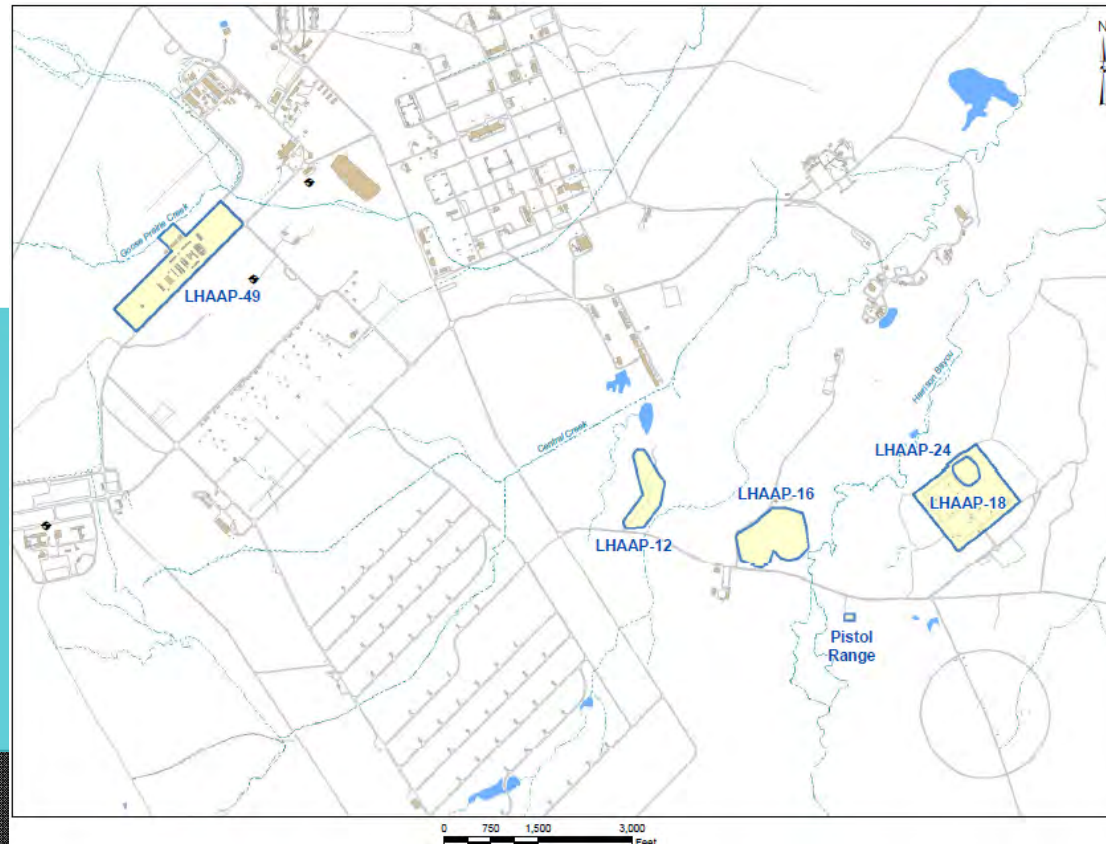 N
Goose Prairie Creek
LHAAP-49
Central Creek
Harrison Bayou
LHAAP-24
LHAAP-18
LHAAP-16
LHAAP-12
Pistol
Range
0 750 1,500 3,000
Feet